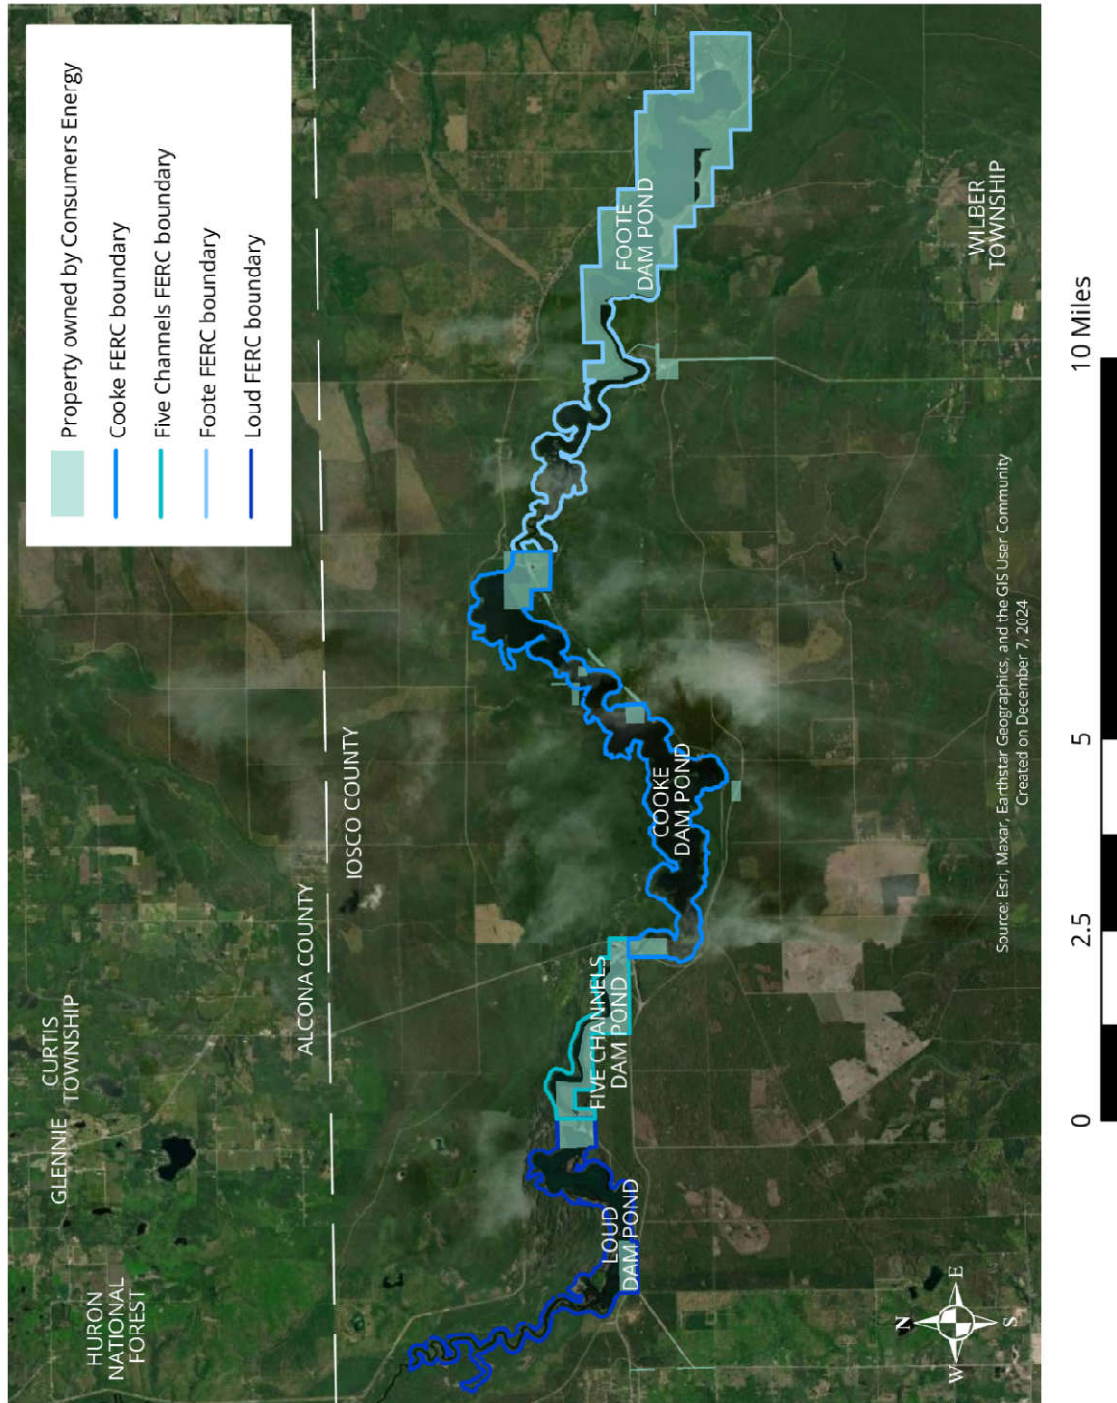 Property owned by Consumers Energy
Cooke FERC boundary
Five Channels FERC boundary
Foote FERC boundary
Loud FERC boundary
HURON
NATIONAL
FOREST
GLENNIE
CURTIS
TOWNSHIP
ALCONA COUNTY
IOSCO COUNTY
LOUD
DAM POND
FIVE CHANNELS
DAM POND
COOKE
DAM POND
FOOTE
DAM POND
WILBER
TOWNSHIP
N
W
E
S
Source: Esri, Maxar, Earthstar Geographics, and the GIS User Community
Created on December 7, 2024
0
2.5
5
10 Miles